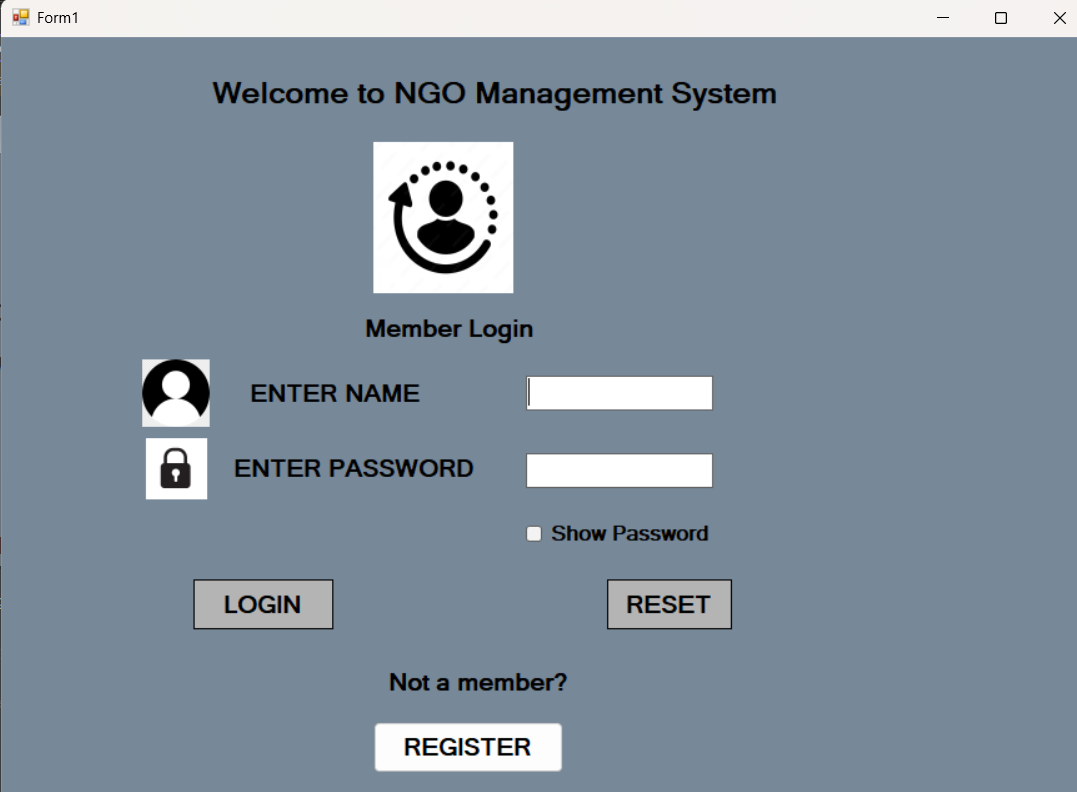 Form1
Welcome to NGO Management System
Member Login
ENTER NAME
ENTER PASSWORD
Show Password
LOGIN RESET
Not a member?
REGISTER